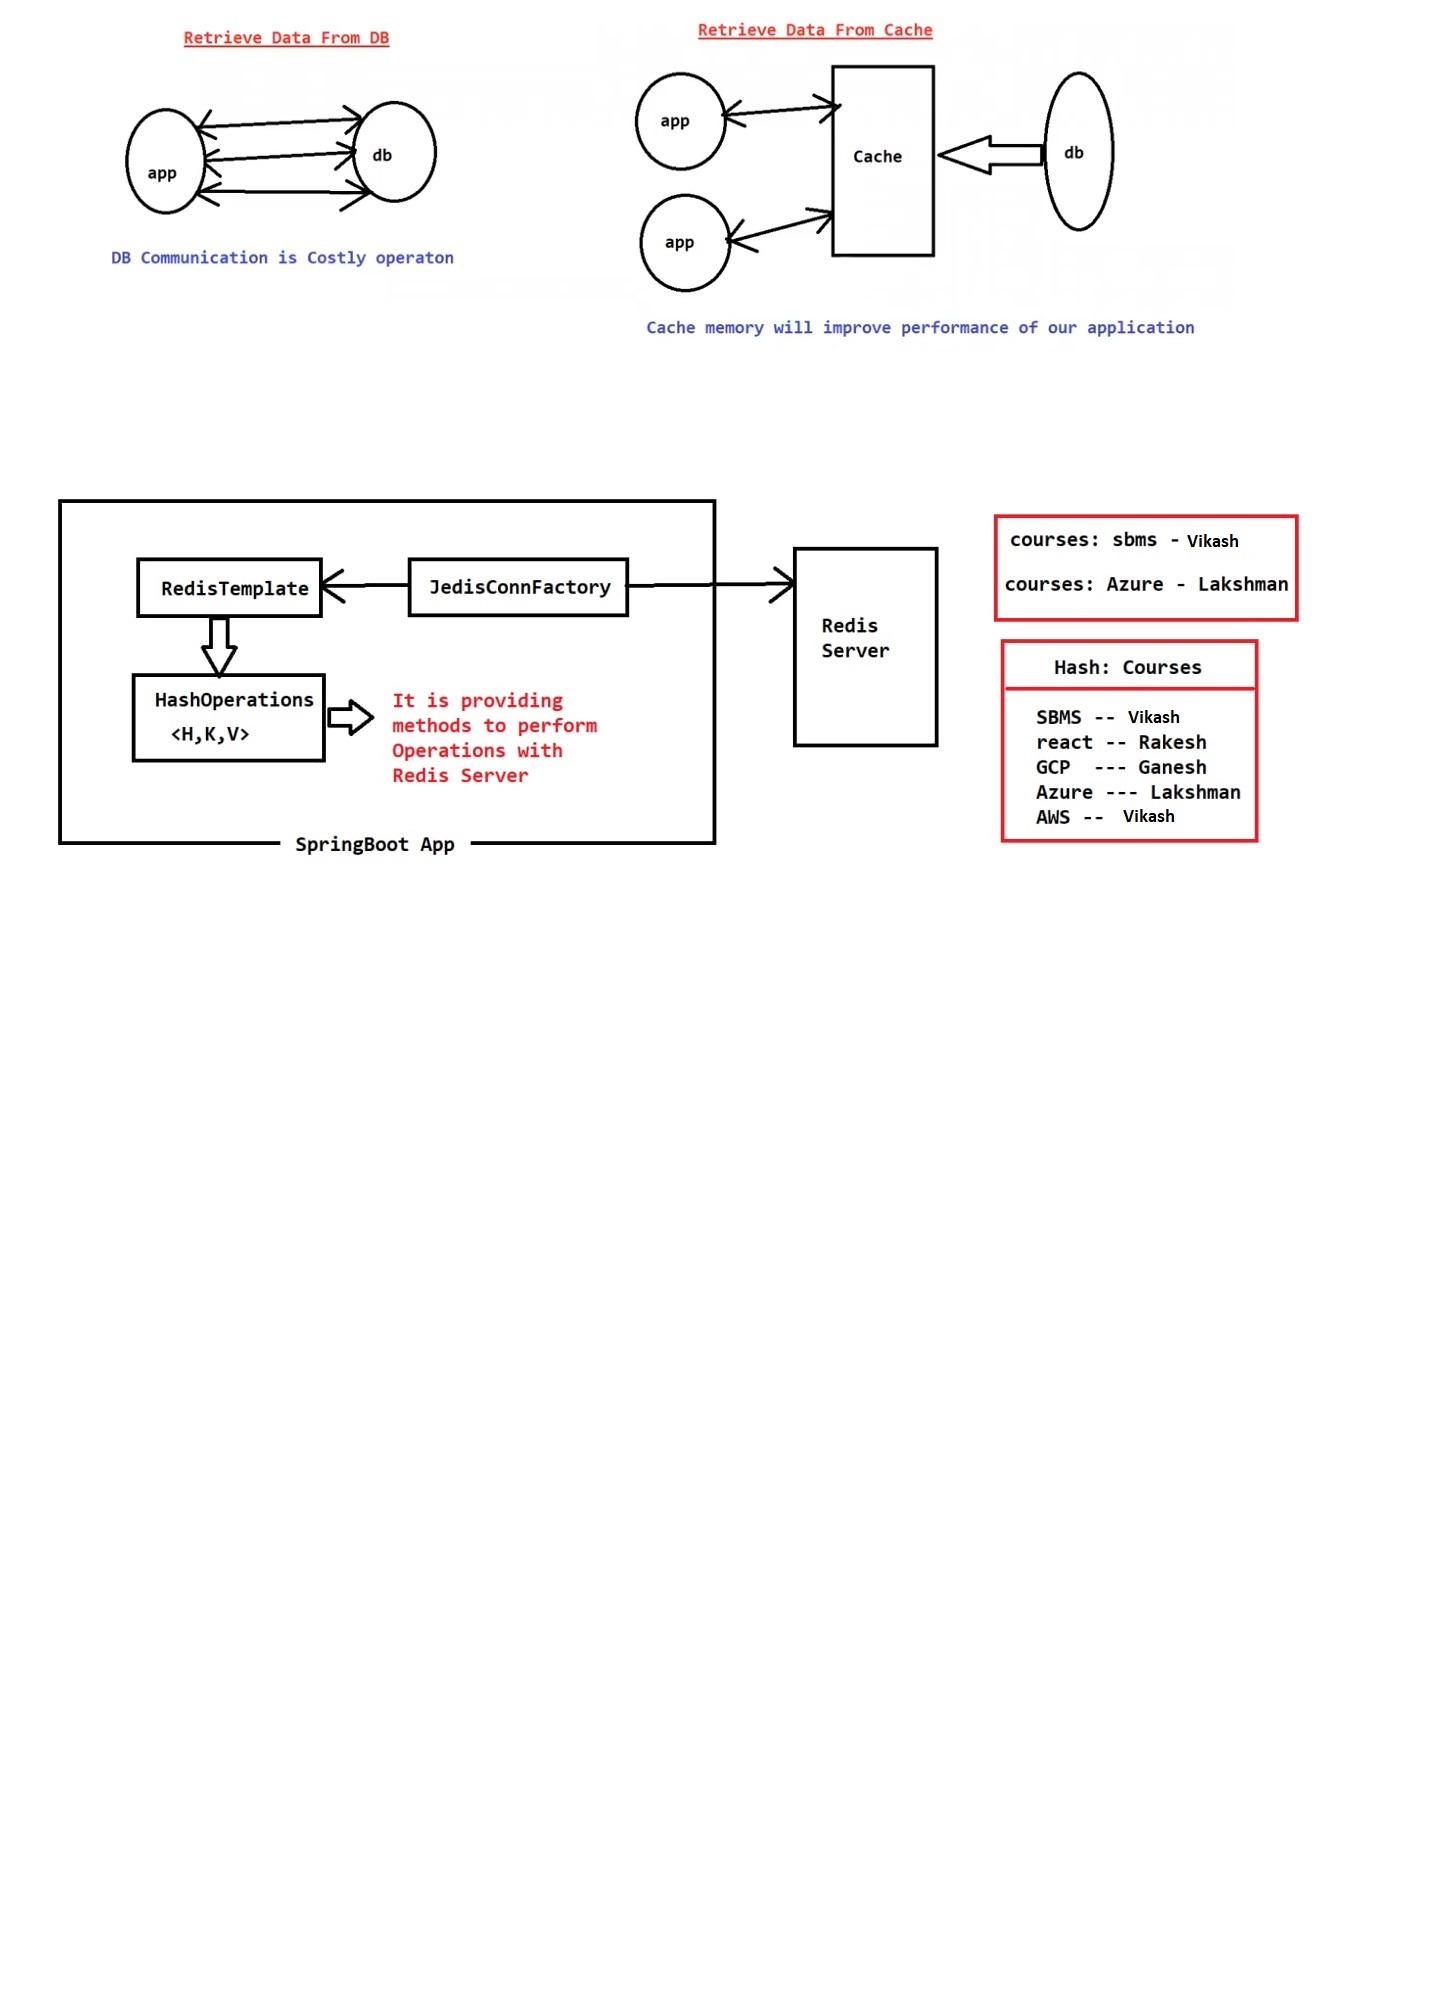 Retrieve Data From DB
app
db
DB Communication is Costly operaton
Retrieve Data From Cache
app
app
Cache
db
Cache memory will improve performance of our application
RedisTemplate
JedisConnFactory
HashOperations
<H,K,V>
It is providing
methods to perform
Operations with
Redis Server
SpringBoot App
Redis
Server
courses: sbms - Vikash
courses: Azure - Lakshman
Hash: Courses
SBMS -- Vikash
react -- Rakesh
GCP --- Ganesh
Azure --- Lakshman
AWS -- Vikash